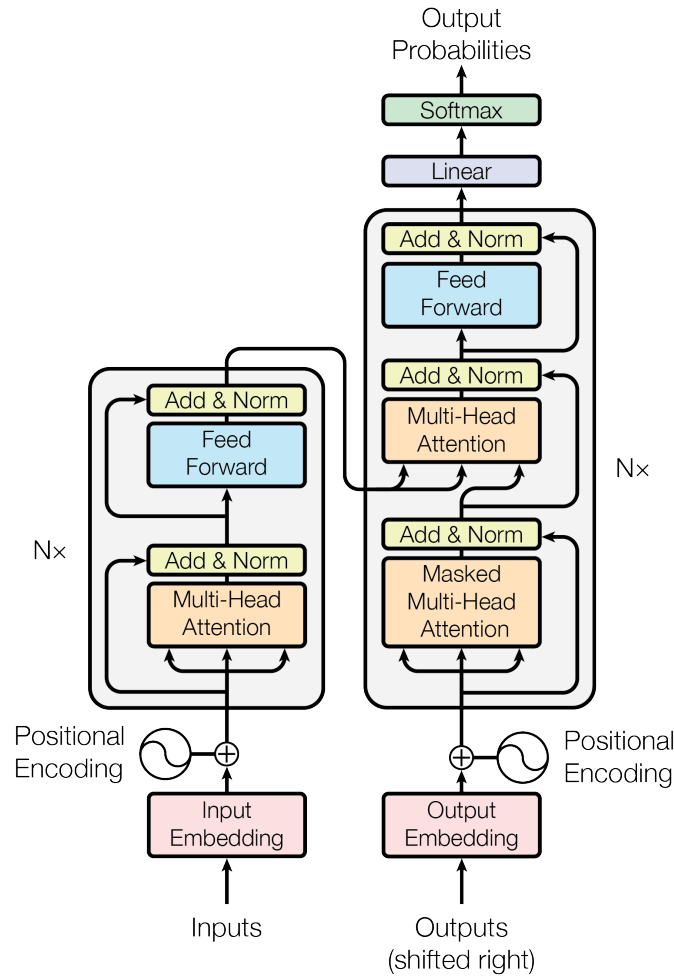 Output
Probabilities
Softmax
Linear
Add & Norm
Feed
Forward
Add & Norm
Multi-Head
Attention
Add & Norm
Masked
Multi-Head
Attention
N×
Add & Norm
Feed
Forward
Add & Norm
Multi-Head
Attention
N×
Positional
Encoding
Positional
Encoding
Input
Embedding
Output
Embedding
Inputs
Outputs
(shifted right)